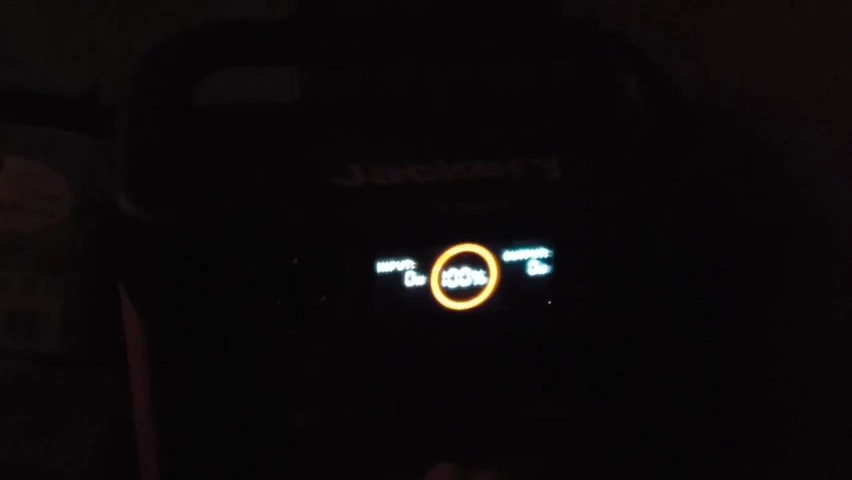 Jackery
INPUT:
0w
100%
OUTPUT:
0w